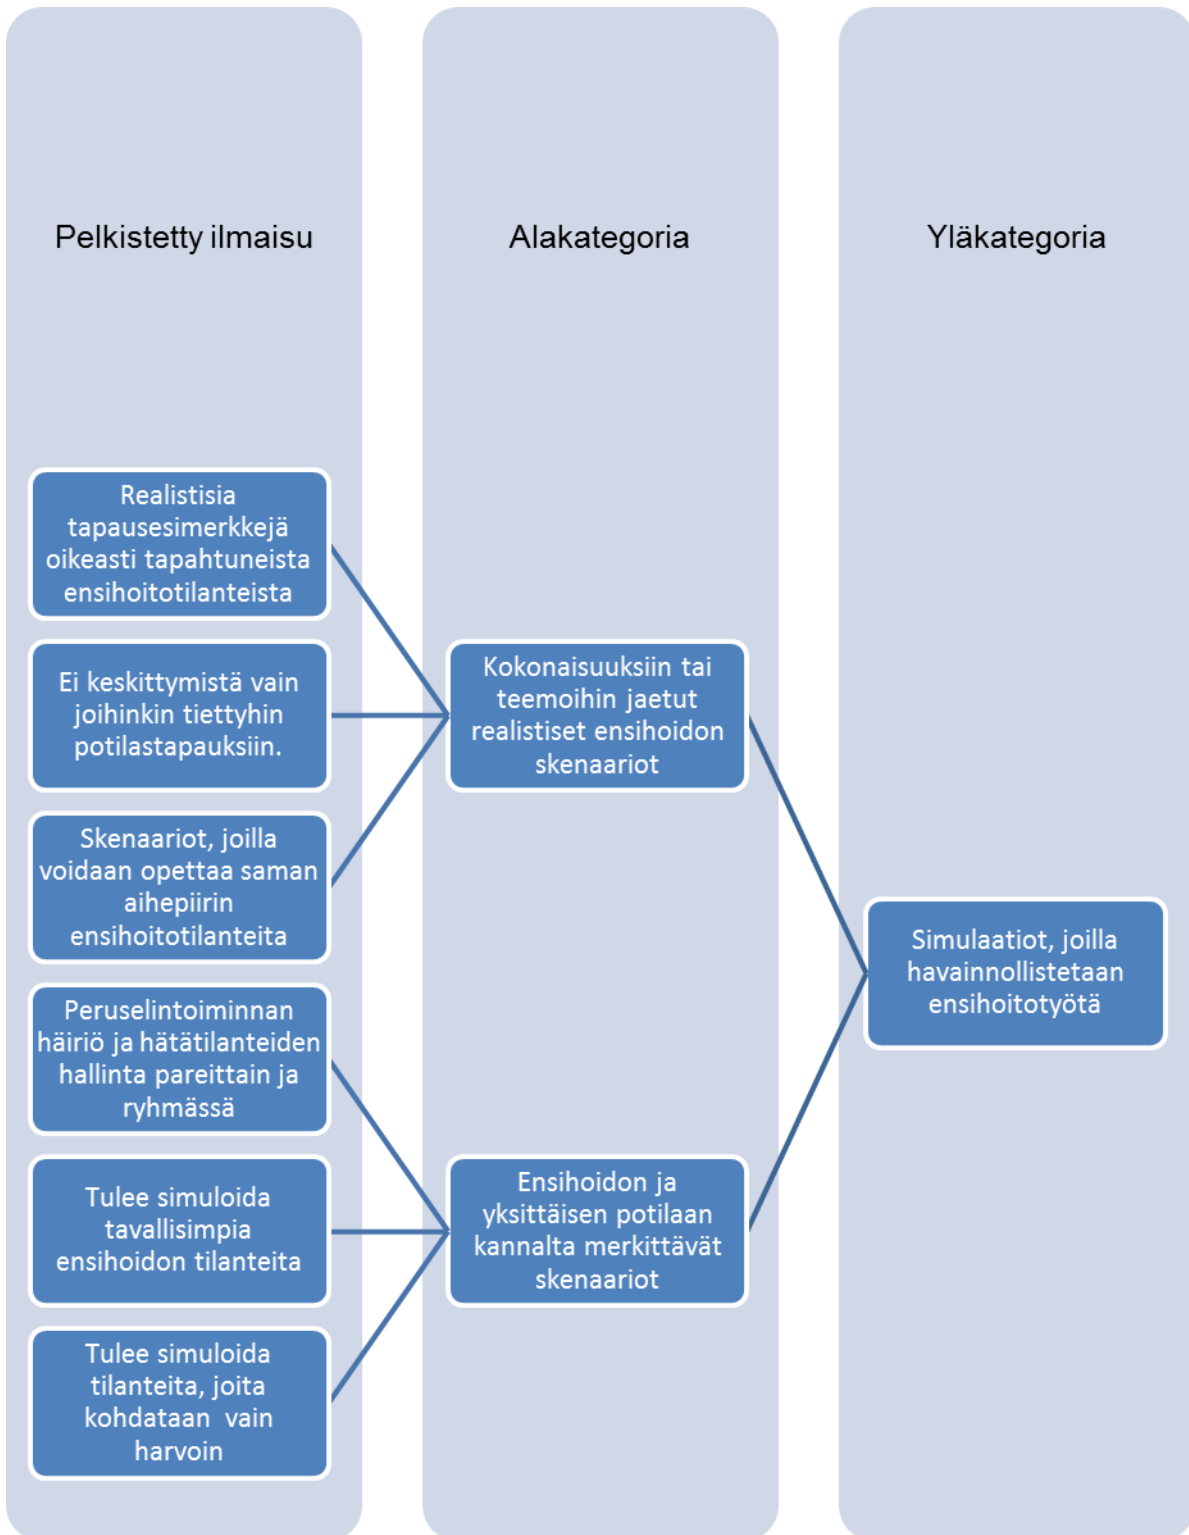 Pelkistetty ilmaisu
Alakategoria
Yläkategoria
Realistisia
tapausesimerkkejä
oikeasti tapahtuneista
ensihoitotilanteista
Ei keskittymistä vain
joihinkin tiettyhin
potilastapauksiin.
Skenaariot, joilla
voidaan opettaa saman
aihepiirin
ensihoitotilanteita
Peruselintoiminnan
häiriö ja hätätilanteiden
hallinta pareittain ja
ryhmässä
Tulee simuloida
tavallisimpia
ensihoidon tilanteita
Tulee simuloida
tilanteita, joita
kohdataan vain
harvoin
Kokonaisuuksiin tai
teemoihin jaetut
realistiset ensihoidon
skenaariot
Ensihoidon ja
yksittäisen potilaan
kannalta merkittävät
skenaariot
Simulaatiot, joilla
havainnollistetaan
ensihoitotyötä